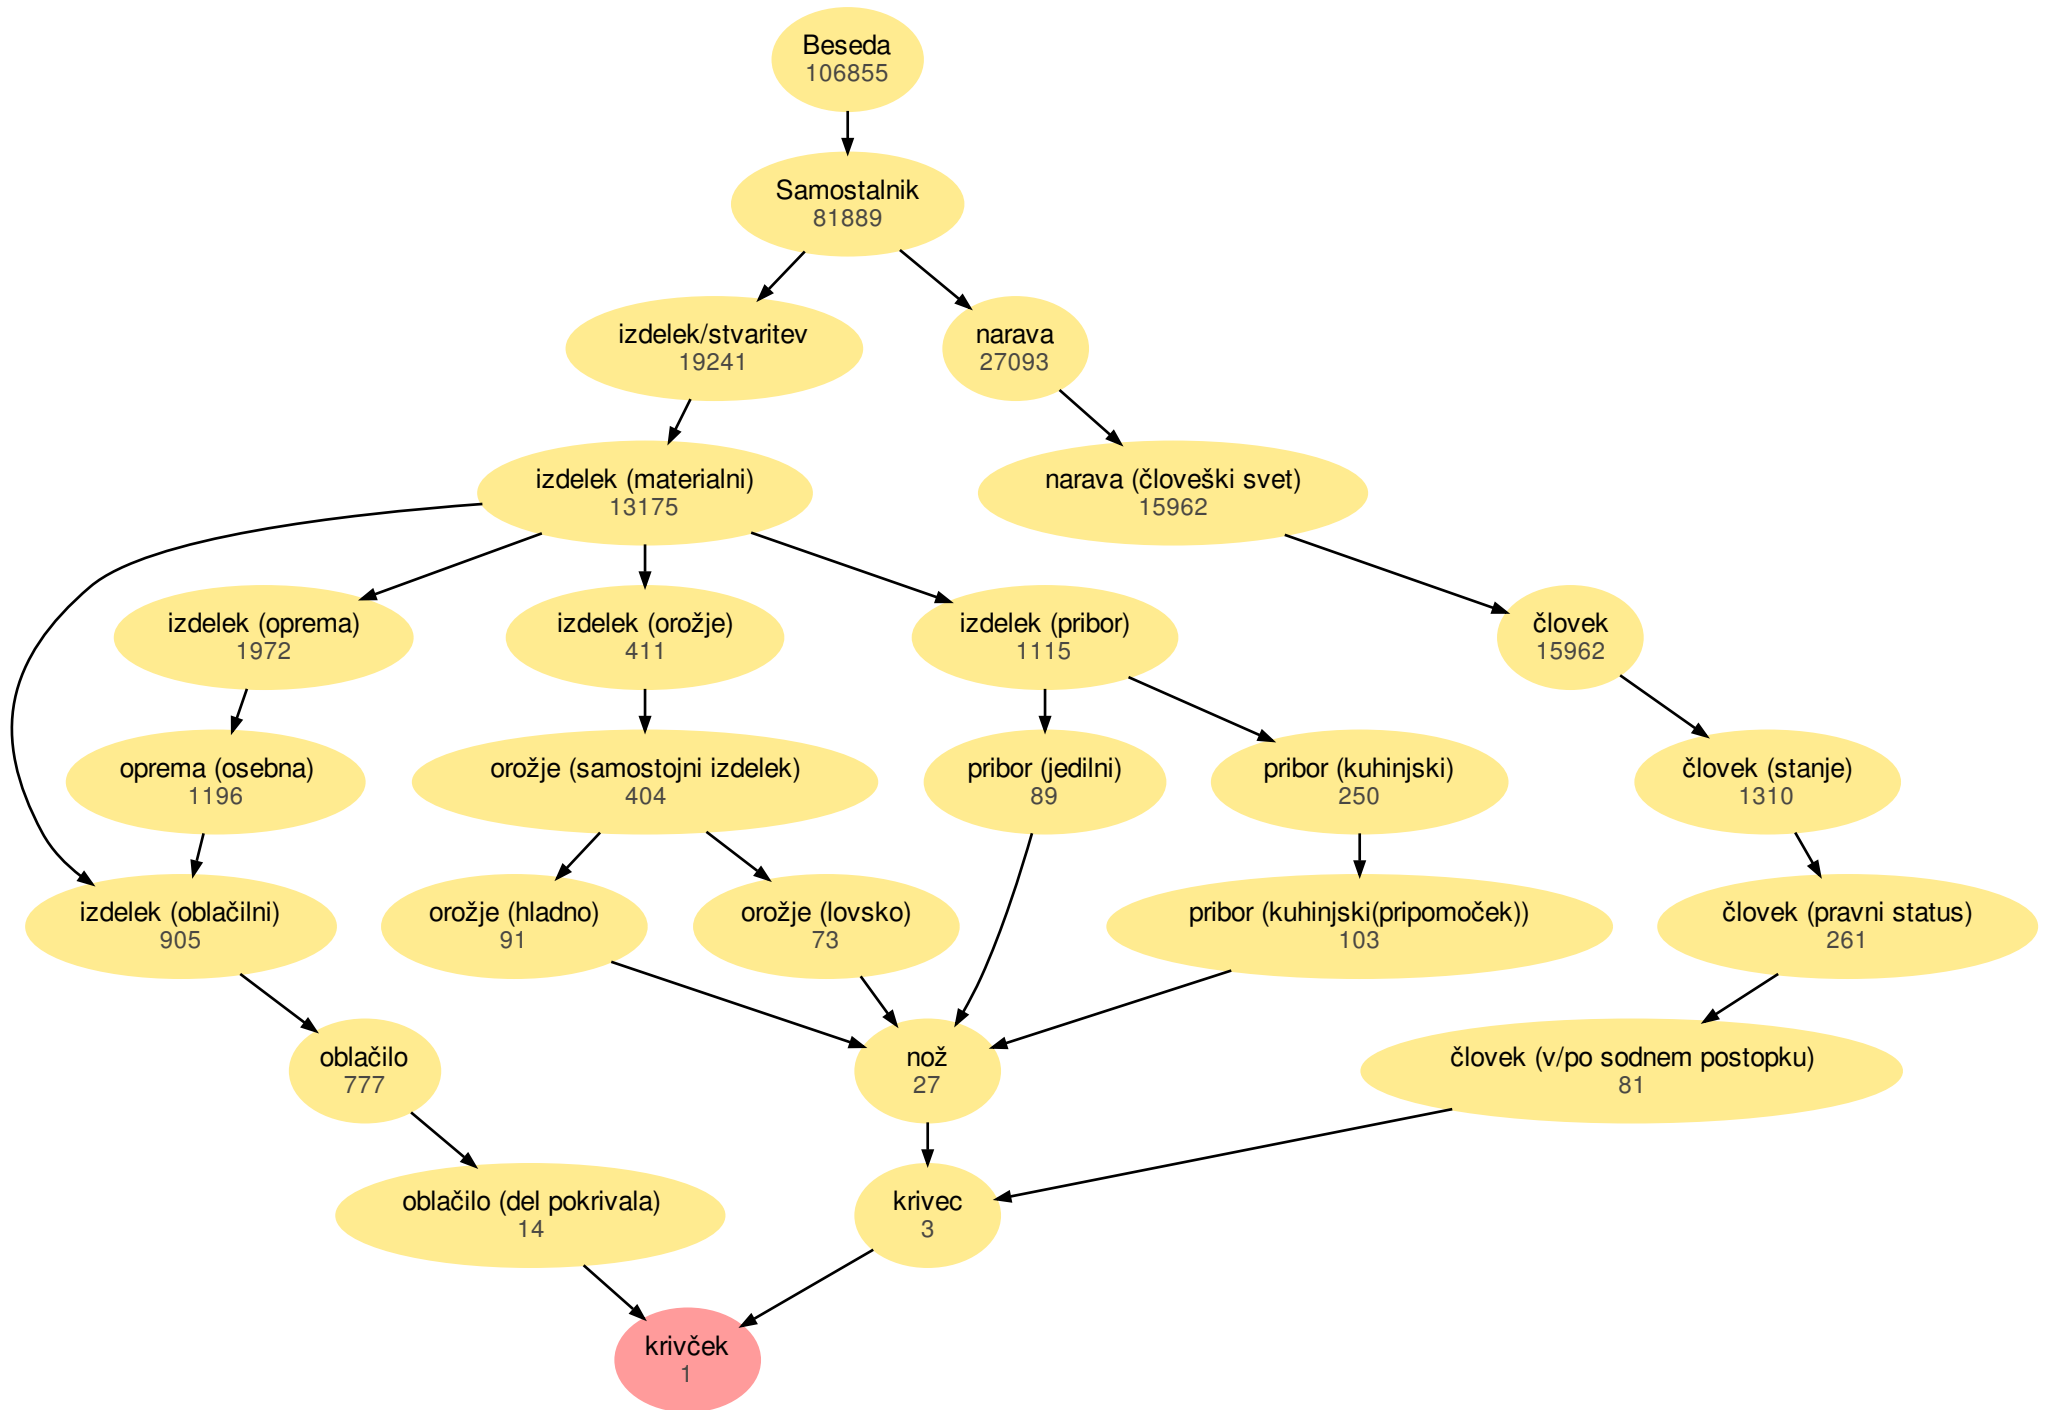 Beseda
106855
Samostalnik
81889
izdelek/stvaritev
19241
narava
27093
izdelek (materialni)
13175
narava (človeški svet)
15962
izdelek (oprema)
1972
izdelek (orožje)
411
izdelek (pribor)
1115
človek
15962
oprema (osebna)
1196
orožje (samostojni izdelek)
404
pribor (jedilni)
89
pribor (kuhinjski)
250
človek (stanje)
1310
izdelek (oblačilni)
905
orožje (hladno)
91
orožje (lovsko)
73
pribor (kuhinjski(pripomoček))
103
človek (pravni status)
261
oblačilo
777
nož
27
človek (v/po sodnem postopku)
81
oblačilo (del pokrivala)
14
krivec
3
krivček
1